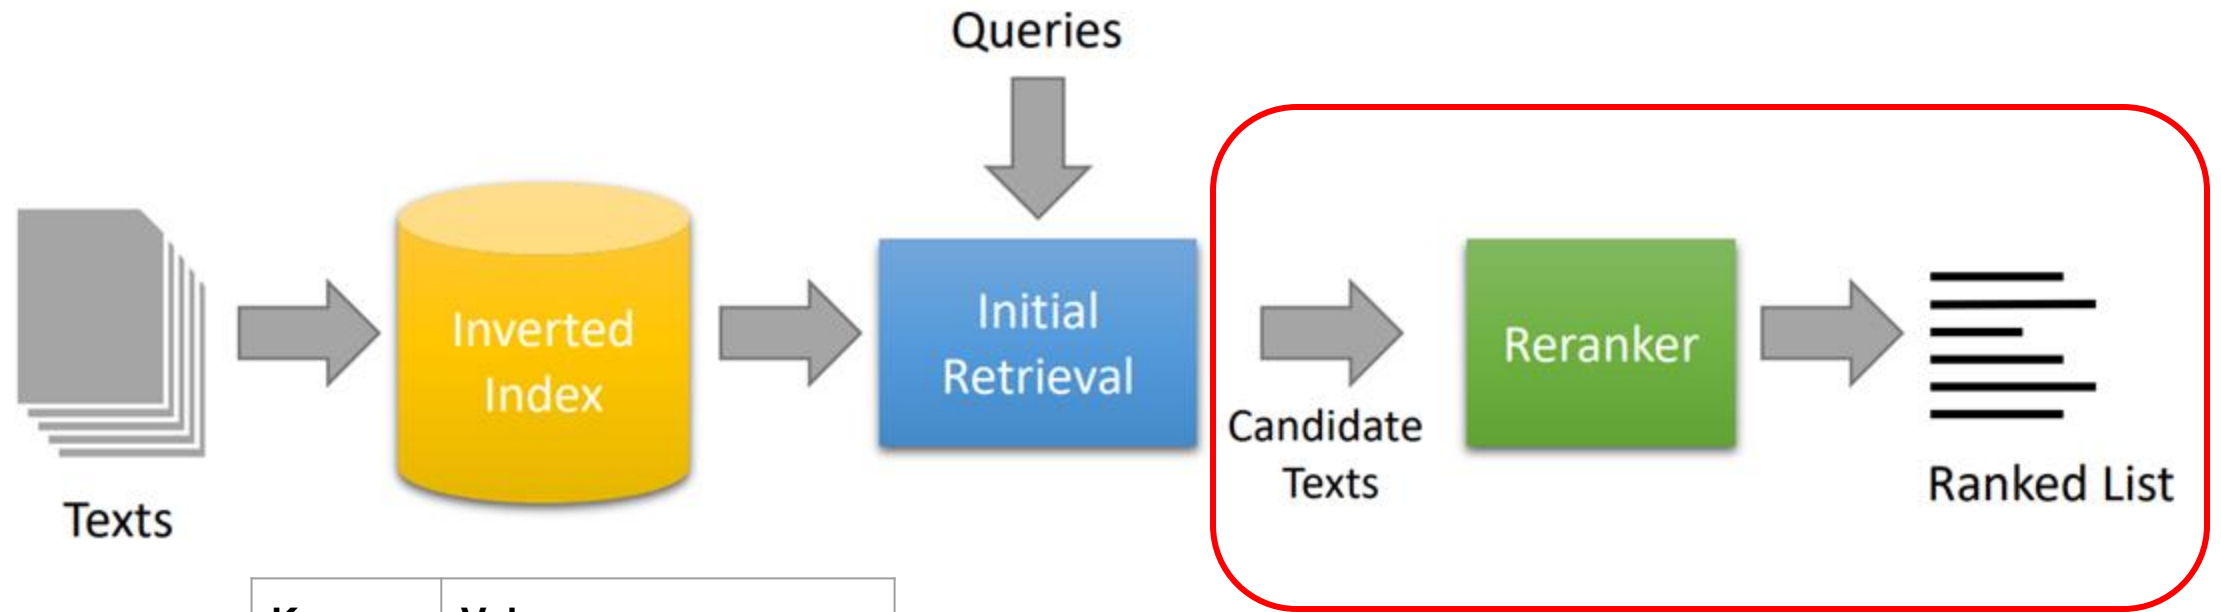 Queries
Inverted
Index
Initial
Retrieval
Reranker
Candidate
Texts
Ranked List
Texts